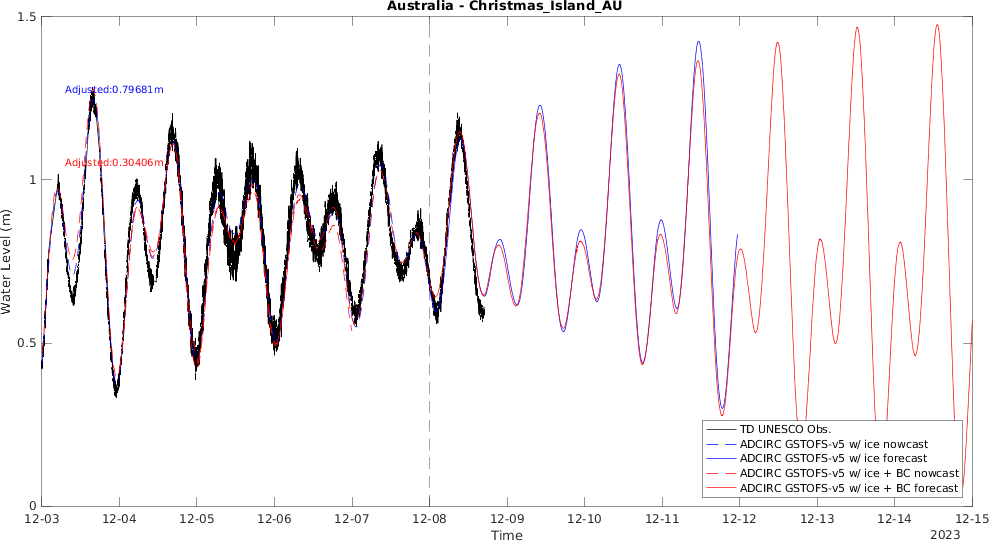 Australia - Christmas_Island_AU
1.5
Adjusted:0.79681m
Adjusted:0.30406m
1
Water Level (m)
0.5
0
TD UNESCO Obs.
ADCIRC GSTOFS-v5 w/ ice nowcast
ADCIRC GSTOFS-v5 w/ ice forecast
ADCIRC GSTOFS-v5 w/ ice + BC nowcast
ADCIRC GSTOFS-v5 w/ ice + BC forecast
12-03 12-04 12-05 12-06 12-07 12-08 12-09 12-10 12-11 12-12 12-13 12-14 12-15
Time
2023